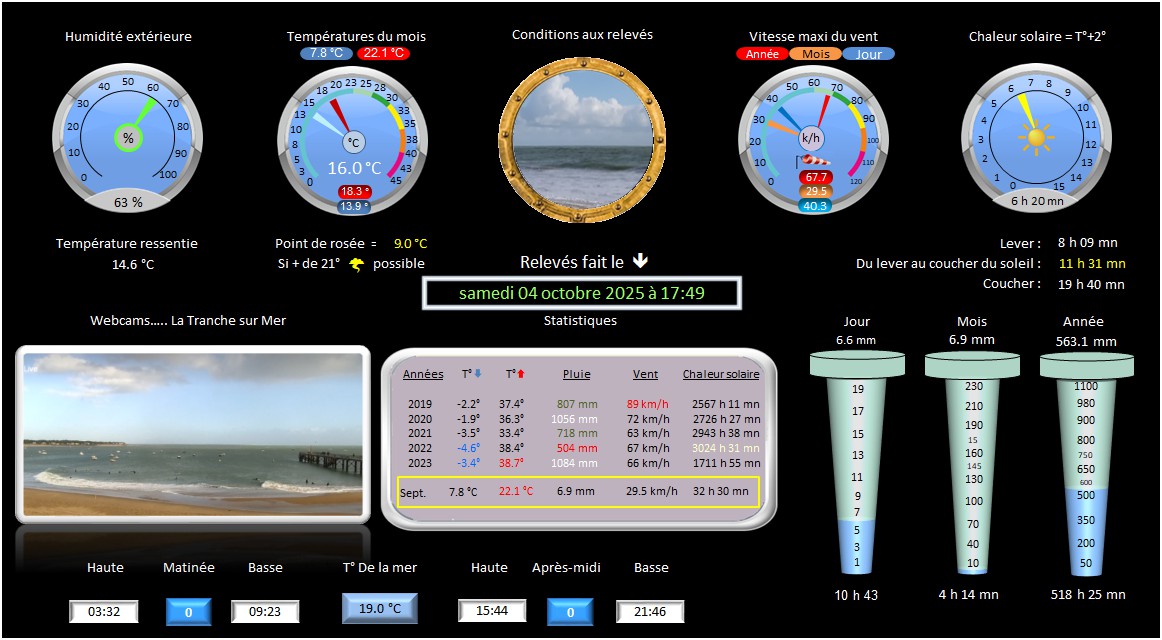 Humidité extérieure
0 10 20 30 40 50 60 70 80 90 100
%
63 %
Températures du mois
7.8 °C 22.1 °C
0 3 5 8 10 13 15 18 20 23 25 28 30 33 35 38 40 43 45
°C
16.0 °C
18.3 °
13.9 °
Conditions aux relevés
Vitesse maxi du vent
Année Mois Jour
0 10 20 30 40 50 60 70 80 90 100 110 120
k/h
67.7
29.5
40.3
Chaleur solaire = T°+2°
0 1 2 3 4 5 6 7 8 9 10 11 12 13 14 15
6 h 20 mn
Température ressentie
14.6 °C
Point de rosée = 9.0 °C
Si + de 21° possible
Relevés fait le
samedi 04 octobre 2025 à 17:49
Lever : 8 h 09 mn
Du lever au coucher du soleil : 11 h 31 mn
Coucher : 19 h 40 mn
Webcams..... La Tranche sur Mer
Live
Statistiques
Années T° T° Pluie Vent Chaleur solaire
2019 -2.2° 37.4° 807 mm 89 km/h 2567 h 11 mn
2020 -1.9° 36.3° 1056 mm 72 km/h 2726 h 27 mn
2021 -3.5° 33.4° 718 mm 63 km/h 2943 h 38 mn
2022 -4.6° 38.4° 504 mm 67 km/h 3024 h 31 mn
2023 -3.4° 38.7° 1084 mm 66 km/h 1711 h 55 mn
Sept. 7.8 °C 22.1 °C 6.9 mm 29.5 km/h 32 h 30 mn
Jour
6.6 mm
19
17
15
13
11
9
7
5
3
1
10 h 43
Mois
6.9 mm
230
210
190
15
160
145
130
100
70
40
10
4 h 14 mn
Année
563.1 mm
1100
980
900
800
750
650
600
500
350
200
50
518 h 25 mn
Haute Matinée Basse T° De la mer Haute Après-midi Basse
03:32 0 09:23 19.0 °C 15:44 0 21:46